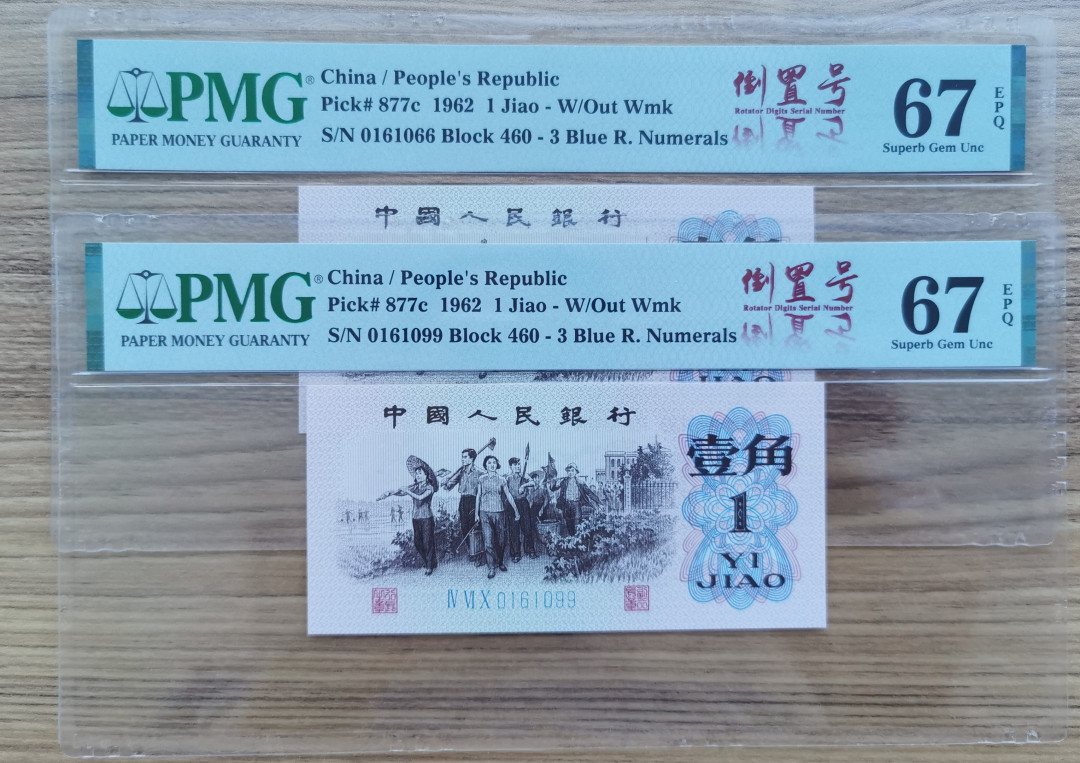 PMG®
PAPER MONEY GUARANTY
China / People's Republic
Pick# 877c 1962 1 Jiao - W/Out Wmk
S/N 0161066 Block 460 - 3 Blue R. Numerals
倒置号
Rotator Digits Serial Number
67
EPQ
Superb Gem Unc
中國人民銀行
PMG®
PAPER MONEY GUARANTY
China / People's Republic
Pick# 877c 1962 1 Jiao - W/Out Wmk
S/N 0161099 Block 460 - 3 Blue R. Numerals
倒置号
Rotator Digits Serial Number
67
EPQ
Superb Gem Unc
JIAO
中國人民銀行
壹角
1
YI
JIAO
Ⅳ Ⅵ Ⅹ 0161099